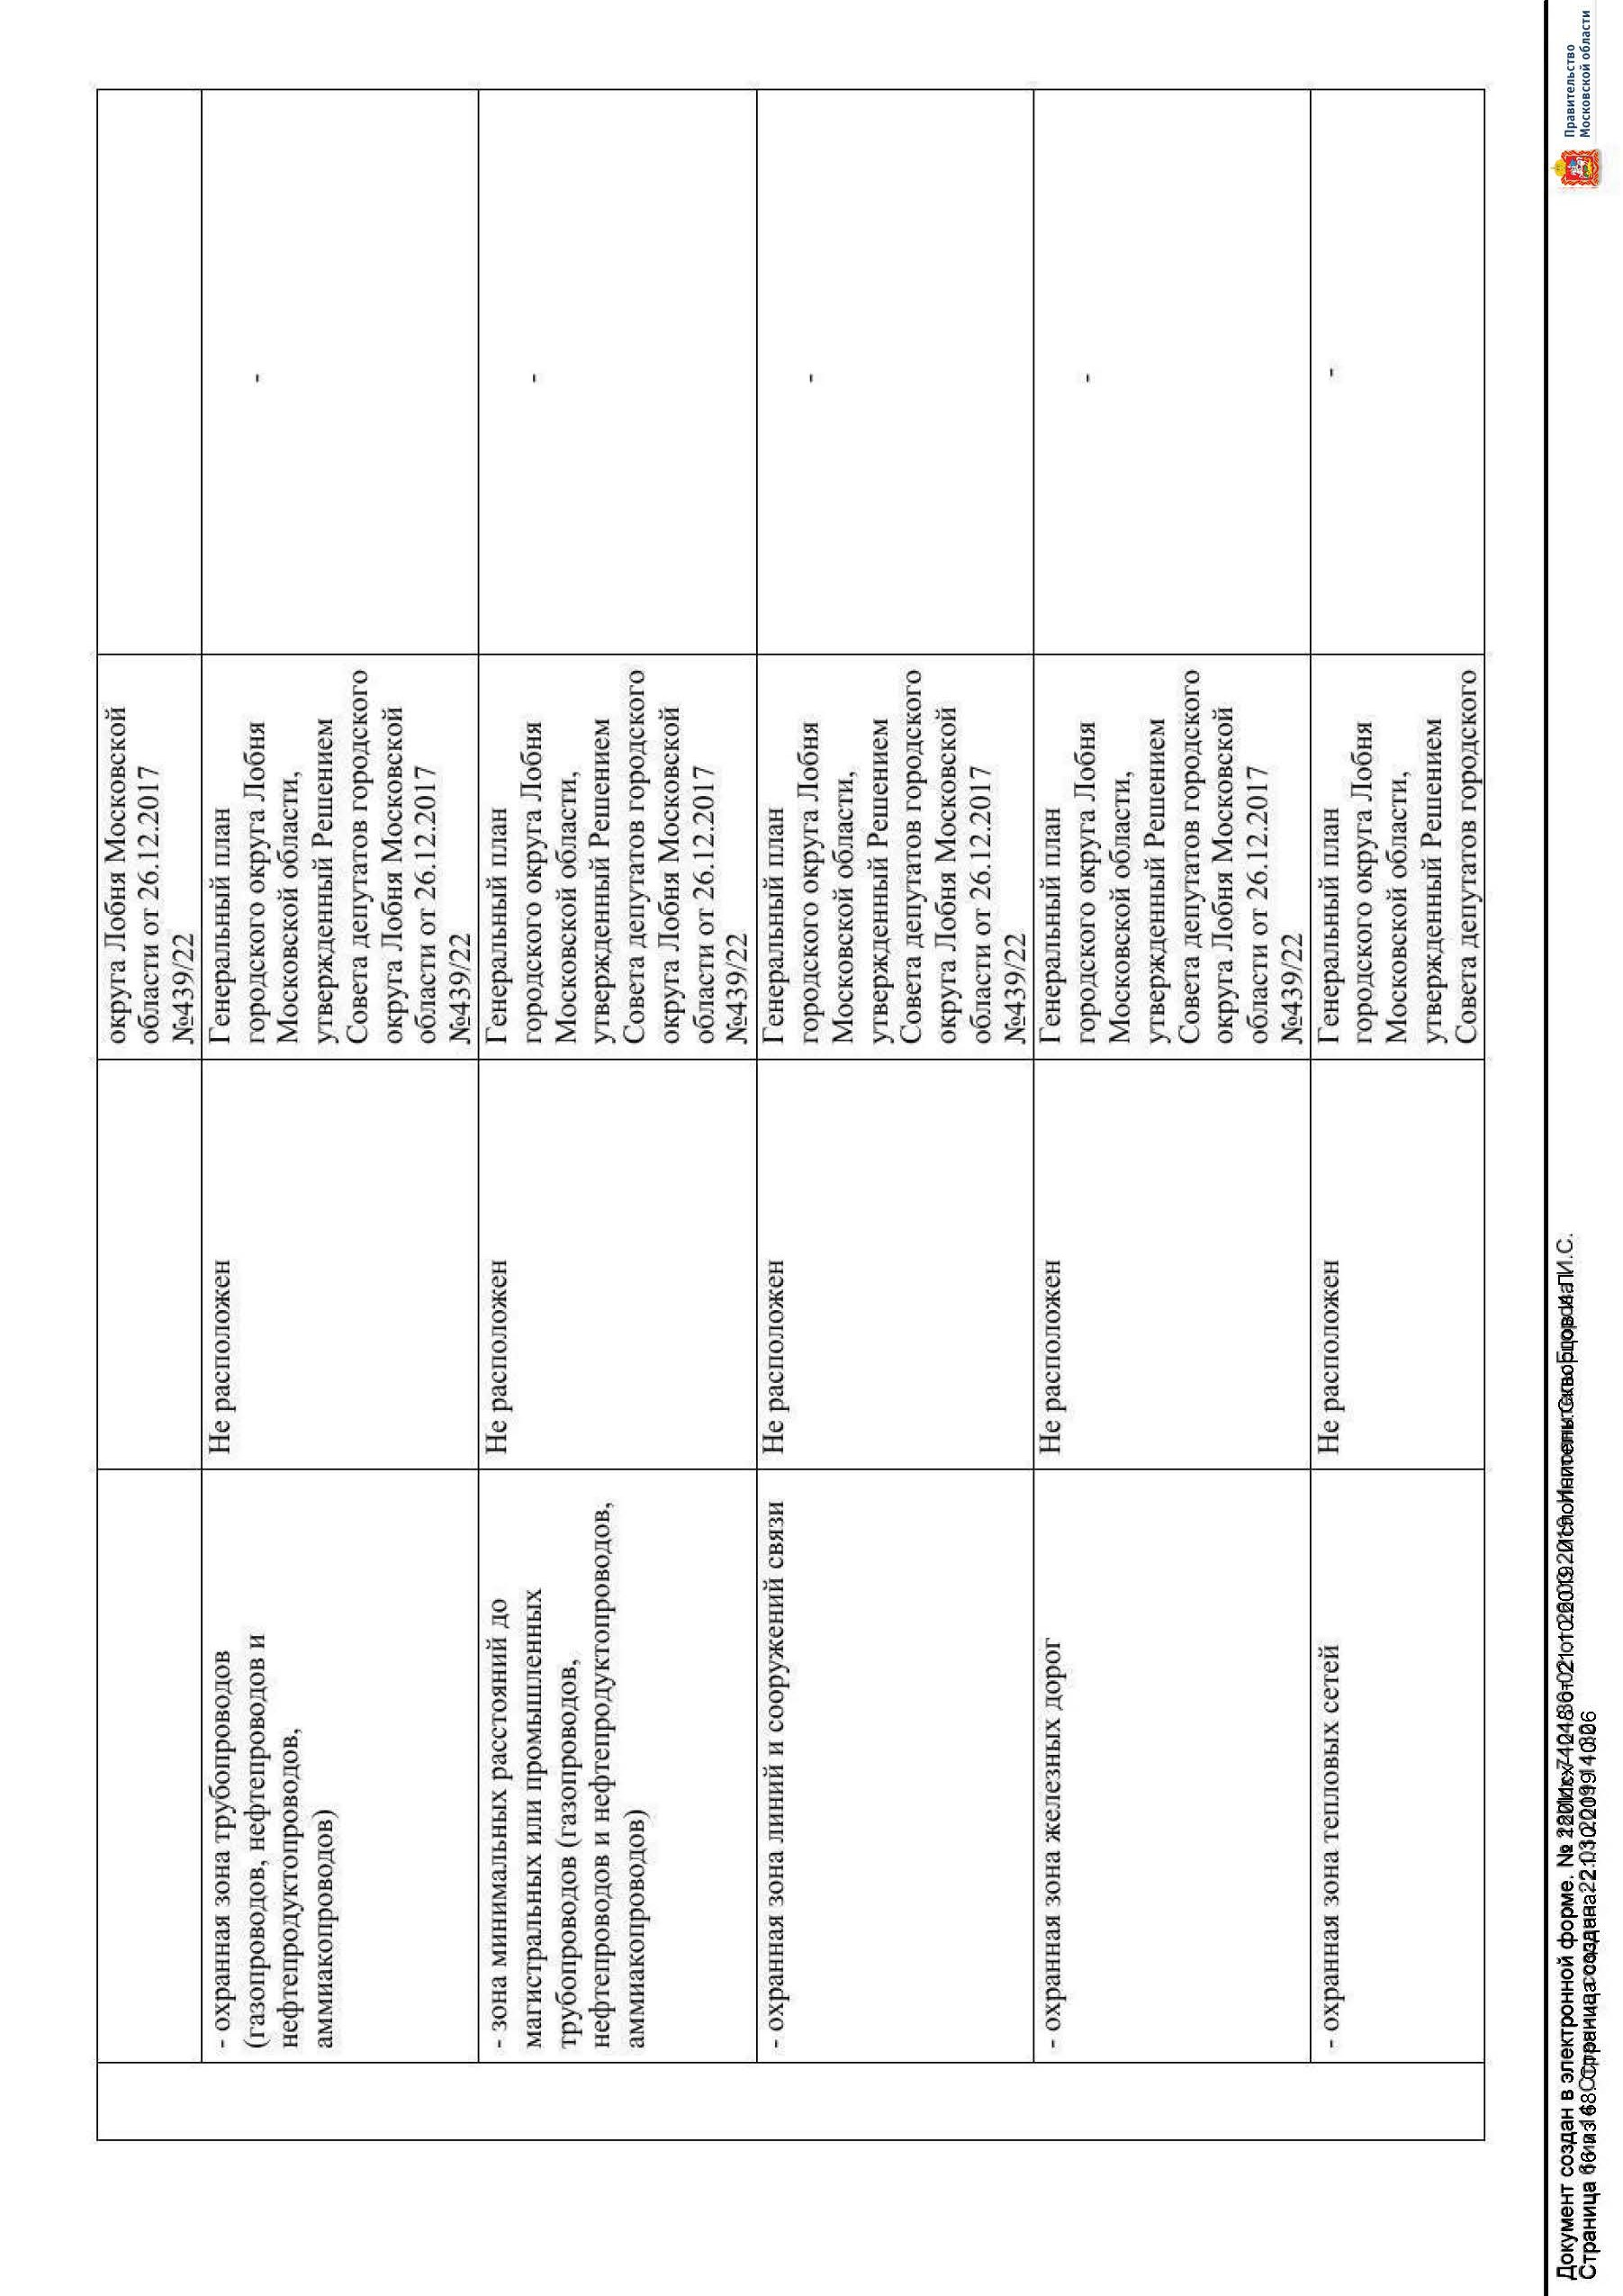 округа Лобня Московской
области от 26.12.2017
№439/22
- охранная зона трубопроводов
(газопроводов, нефтепроводов и
нефтепродуктопроводов,
аммиакопроводов)
Не расположен
Генеральный план
городского округа Лобня
Московской области,
утвержденный Решением
Совета депутатов городского
округа Лобня Московской
области от 26.12.2017
№439/22
-
- зона минимальных расстояний до
магистральных или промышленных
трубопроводов (газопроводов,
нефтепроводов и нефтепродуктопроводов,
аммиакопроводов)
Не расположен
Генеральный план
городского округа Лобня
Московской области,
утвержденный Решением
Совета депутатов городского
округа Лобня Московской
области от 26.12.2017
№439/22
-
- охранная зона линий и сооружений связи
Не расположен
Генеральный план
городского округа Лобня
Московской области,
утвержденный Решением
Совета депутатов городского
округа Лобня Московской
области от 26.12.2017
№439/22
-
- охранная зона железных дорог
Не расположен
Генеральный план
городского округа Лобня
Московской области,
утвержденный Решением
Совета депутатов городского
округа Лобня Московской
области от 26.12.2017
№439/22
-
- охранная зона тепловых сетей
Не расположен
Генеральный план
городского округа Лобня
Московской области,
утвержденный Решением
Совета депутатов городского
-
Документ создан в электронной форме. №
Страница
Правительство
Московской области